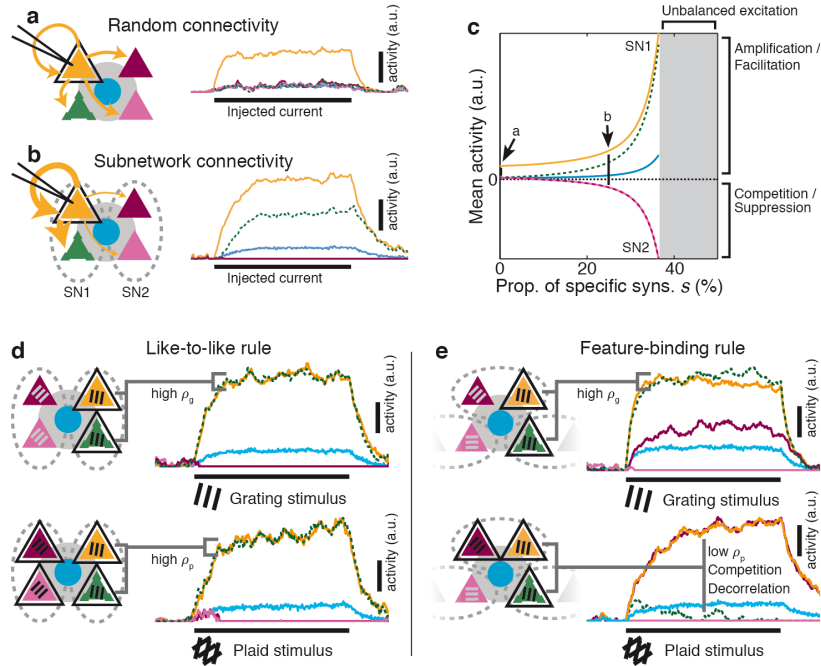 a
Random connectivity
activity (a.u.)
Injected current
b
Subnetwork connectivity
activity (a.u.)
Injected current
SN1
SN2
c
Unbalanced excitation
SN1
Amplification /
Facilitation
Mean activity (a.u.)
a
b
0
Competition /
Suppression
SN2
0
20
40
Prop. of specific syns. s (%)
d
Like-to-like rule
high ρg
activity (a.u.)
Grating stimulus
high ρp
activity (a.u.)
Plaid stimulus
e
Feature-binding rule
high ρg
activity (a.u.)
Grating stimulus
low ρp
Competition
Decorrelation
activity (a.u.)
Plaid stimulus